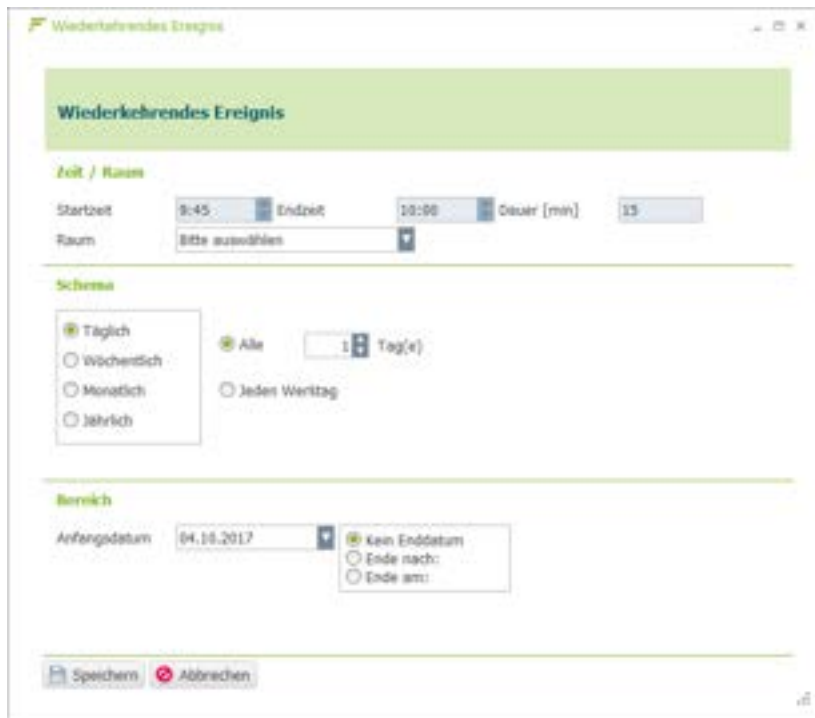 Wiederkehrendes Ereignis
Wiederkehrendes Ereignis
Zeit / Raum
Startzeit 9:45 Endzeit 10:00 Dauer [min] 15
Raum Bitte auswählen
Schema
Täglich
Wöchentlich
Monatlich
Jährlich
Alle 1 Tag(e)
Jeden Werktag
Bereich
Anfangsdatum 04.10.2017
Kein Enddatum
Ende nach:
Ende am:
Speichern Abbrechen